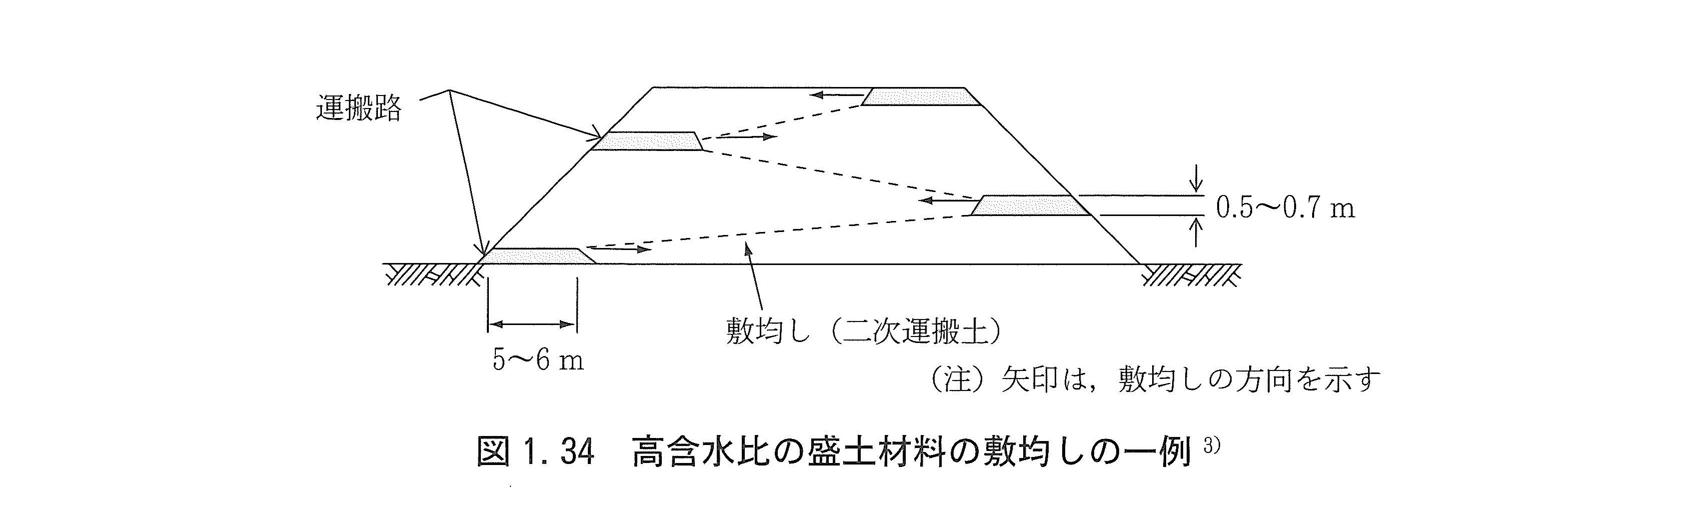 運搬路
0.5〜0.7 m
敷均し（二次運搬土）
5〜6 m
（注）矢印は，敷均しの方向を示す
図 1.34　高含水比の盛土材料の敷均しの一例 3)